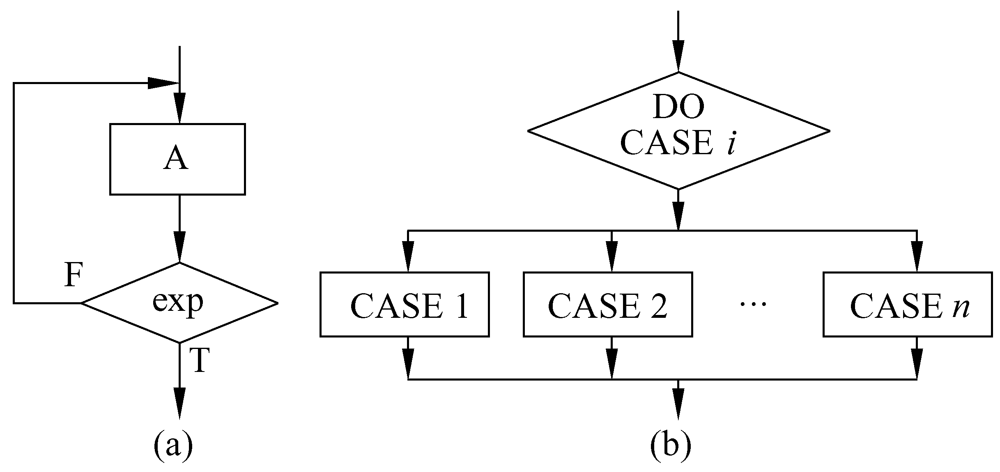 A
F
exp
T
(a)
DO
CASE i
CASE 1
CASE 2
...
CASE n
(b)